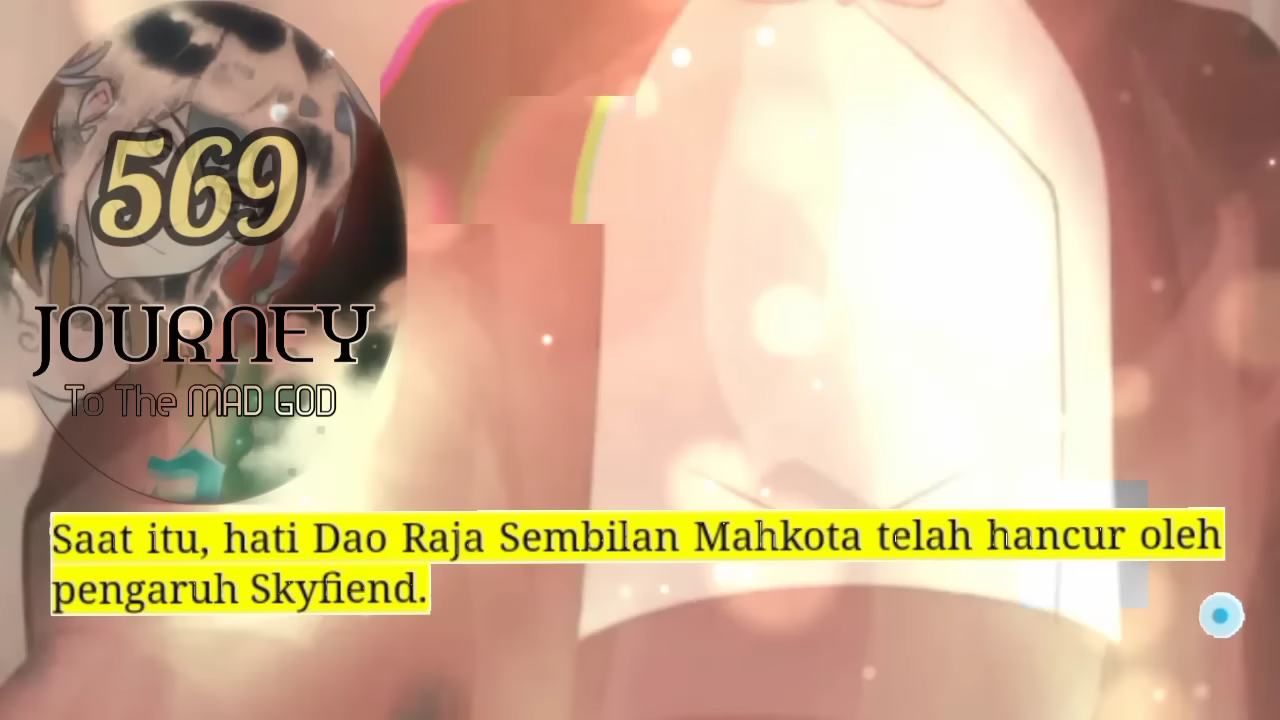 569
JOURNEY
To The MAD GOD
Saat itu, hati Dao Raja Sembilan Mahkota telah hancur oleh
pengaruh Skyfiend.